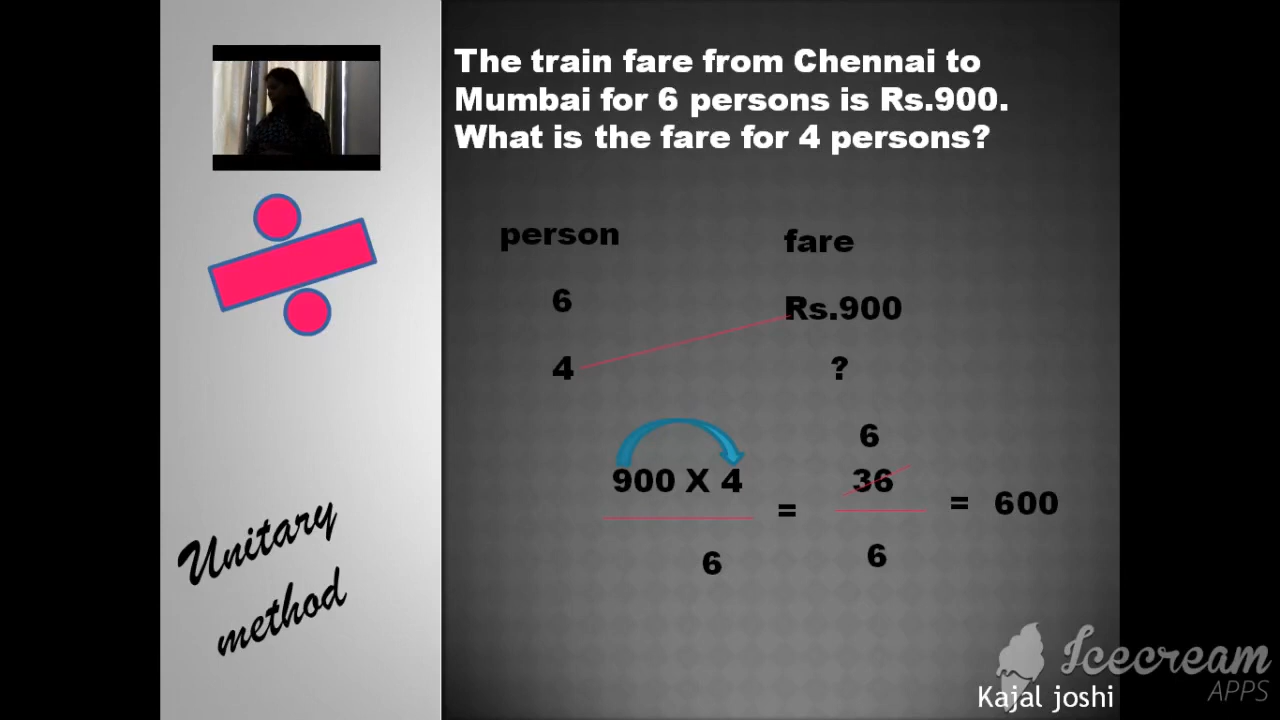 The train fare from Chennai to
Mumbai for 6 persons is Rs.900.
What is the fare for 4 persons?
person fare
6 Rs.900
4 ?
6
900 X 4 = 36 = 600
6 6
Unitary
method
Icecream
APPS
Kajal joshi